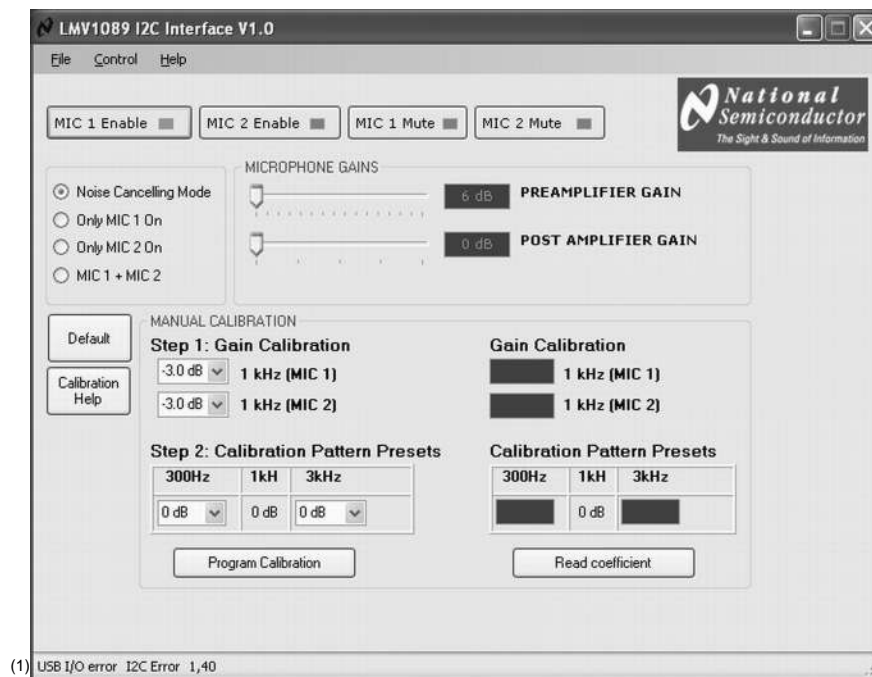 LMV1089 I2C Interface V1.0
File Control Help
MIC 1 Enable MIC 2 Enable MIC 1 Mute MIC 2 Mute
National
Semiconductor
The Sight & Sound of Information
Noise Cancelling Mode
Only MIC 1 On
Only MIC 2 On
MIC 1 + MIC 2
MICROPHONE GAINS
6 dB PREAMPLIFIER GAIN
0 dB POST AMPLIFIER GAIN
Default
Calibration
Help
MANUAL CALIBRATION
Step 1: Gain Calibration
-3.0 dB 1 kHz (MIC 1)
-3.0 dB 1 kHz (MIC 2)
Gain Calibration
1 kHz (MIC 1)
1 kHz (MIC 2)
Step 2: Calibration Pattern Presets
300Hz 1kH 3kHz
0 dB 0 dB 0 dB
Program Calibration
Calibration Pattern Presets
300Hz 1kH 3kHz
0 dB
Read coefficient
(1) USB I/O error I2C Error 1,40